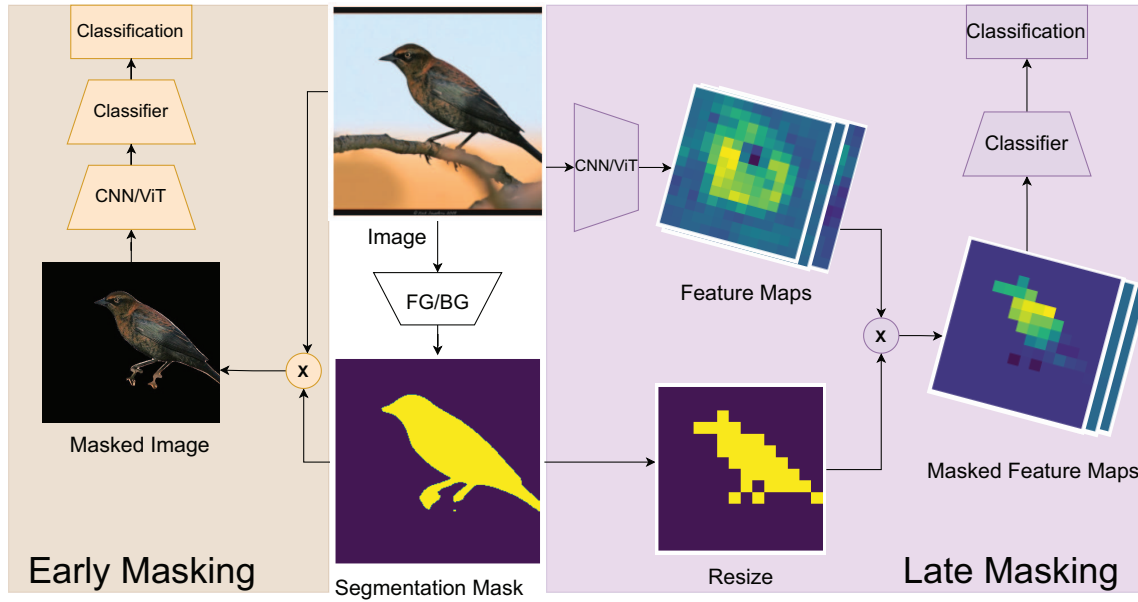 Classification
Classifier
CNN/ViT
Masked Image
Early Masking
X
Image
FG/BG
Segmentation Mask
CNN/ViT
Feature Maps
X
Resize
Classification
Classifier
Masked Feature Maps
Late Masking